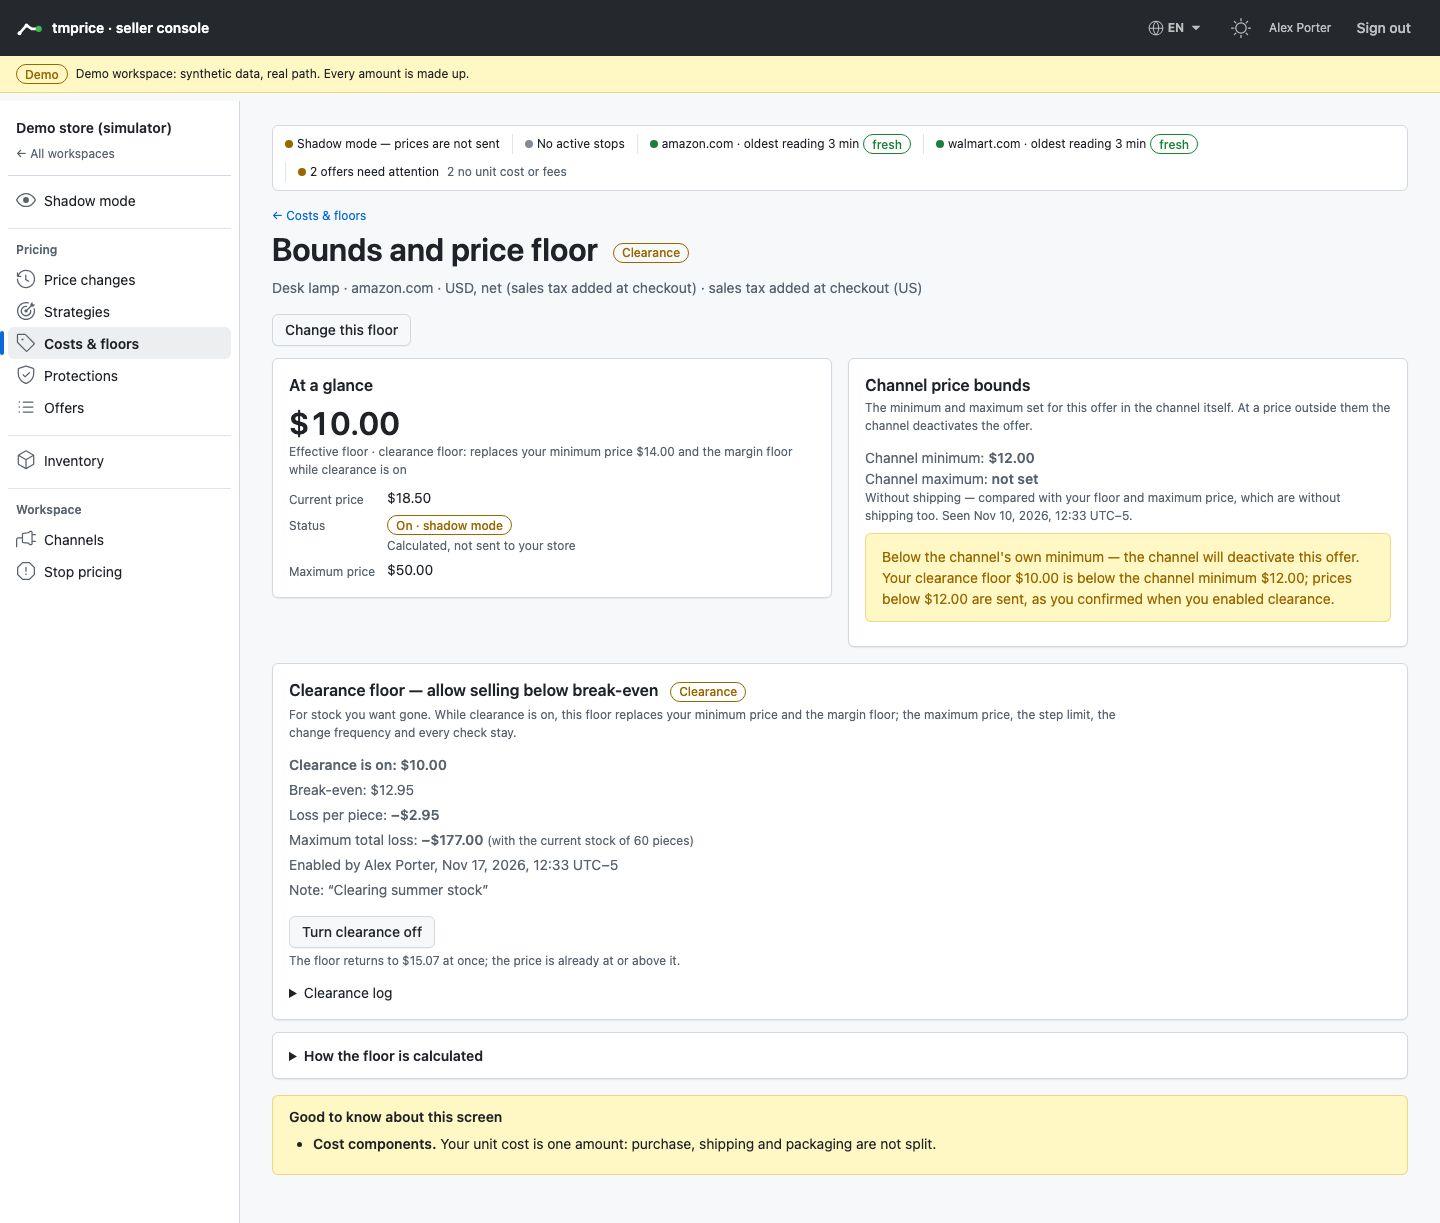 tmprice · seller console
EN
Alex Porter
Sign out
Demo
Demo workspace: synthetic data, real path. Every amount is made up.
Demo store (simulator)
← All workspaces
Shadow mode
Pricing
Price changes
Strategies
Costs & floors
Protections
Offers
Inventory
Workspace
Channels
Stop pricing
Shadow mode — prices are not sent
No active stops
amazon.com · oldest reading 3 min fresh
walmart.com · oldest reading 3 min fresh
2 offers need attention 2 no unit cost or fees
← Costs & floors
Bounds and price floor Clearance
Desk lamp · amazon.com · USD, net (sales tax added at checkout) · sales tax added at checkout (US)
Change this floor
At a glance
$10.00
Effective floor · clearance floor: replaces your minimum price $14.00 and the margin floor
while clearance is on
Current price $18.50
Status On · shadow mode
Calculated, not sent to your store
Maximum price $50.00
Channel price bounds
The minimum and maximum set for this offer in the channel itself. At a price outside them the
channel deactivates the offer.
Channel minimum: $12.00
Channel maximum: not set
Without shipping — compared with your floor and maximum price, which are without
shipping too. Seen Nov 10, 2026, 12:33 UTC−5.
Below the channel's own minimum — the channel will deactivate this offer.
Your clearance floor $10.00 is below the channel minimum $12.00; prices
below $12.00 are sent, as you confirmed when you enabled clearance.
Clearance floor — allow selling below break-even Clearance
For stock you want gone. While clearance is on, this floor replaces your minimum price and the margin floor; the maximum price, the step limit, the
change frequency and every check stay.
Clearance is on: $10.00
Break-even: $12.95
Loss per piece: −$2.95
Maximum total loss: −$177.00 (with the current stock of 60 pieces)
Enabled by Alex Porter, Nov 17, 2026, 12:33 UTC−5
Note: “Clearing summer stock”
Turn clearance off
The floor returns to $15.07 at once; the price is already at or above it.
▶ Clearance log
▶ How the floor is calculated
Good to know about this screen
• Cost components. Your unit cost is one amount: purchase, shipping and packaging are not split.